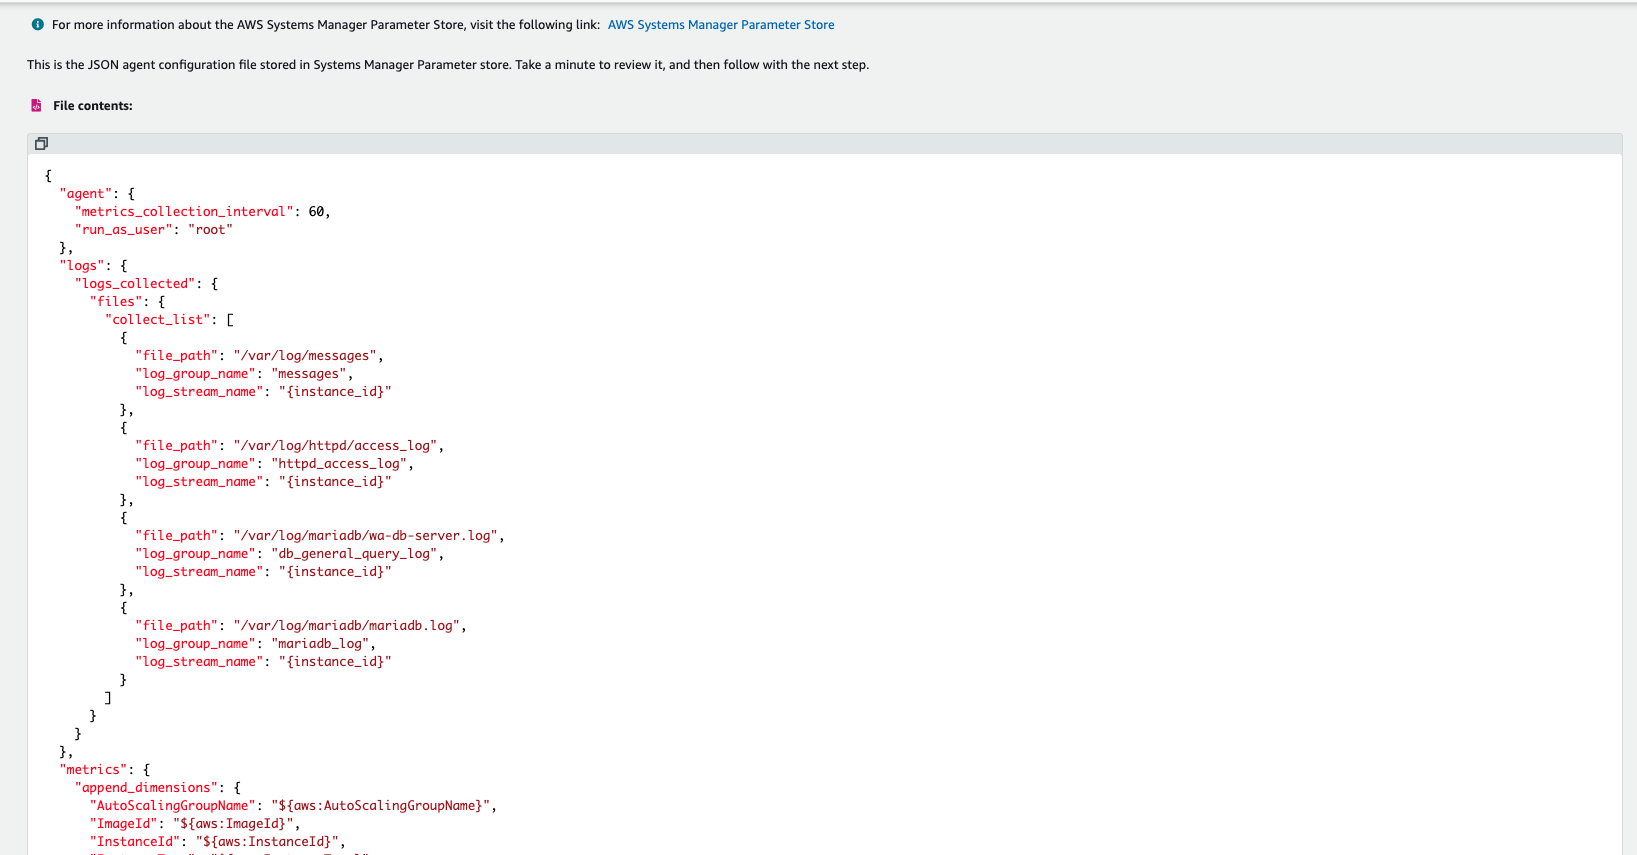 For more information about the AWS Systems Manager Parameter Store, visit the following link: AWS Systems Manager Parameter Store
This is the JSON agent configuration file stored in Systems Manager Parameter store. Take a minute to review it, and then follow with the next step.
File contents:
{
  "agent": {
    "metrics_collection_interval": 60,
    "run_as_user": "root"
  },
  "logs": {
    "logs_collected": {
      "files": {
        "collect_list": [
          {
            "file_path": "/var/log/messages",
            "log_group_name": "messages",
            "log_stream_name": "{instance_id}"
          },
          {
            "file_path": "/var/log/httpd/access_log",
            "log_group_name": "httpd_access_log",
            "log_stream_name": "{instance_id}"
          },
          {
            "file_path": "/var/log/mariadb/wa-db-server.log",
            "log_group_name": "db_general_query_log",
            "log_stream_name": "{instance_id}"
          },
          {
            "file_path": "/var/log/mariadb/mariadb.log",
            "log_group_name": "mariadb_log",
            "log_stream_name": "{instance_id}"
          }
        ]
      }
    }
  },
  "metrics": {
    "append_dimensions": {
      "AutoScalingGroupName": "${aws:AutoScalingGroupName}",
      "ImageId": "${aws:ImageId}",
      "InstanceId": "${aws:InstanceId}",